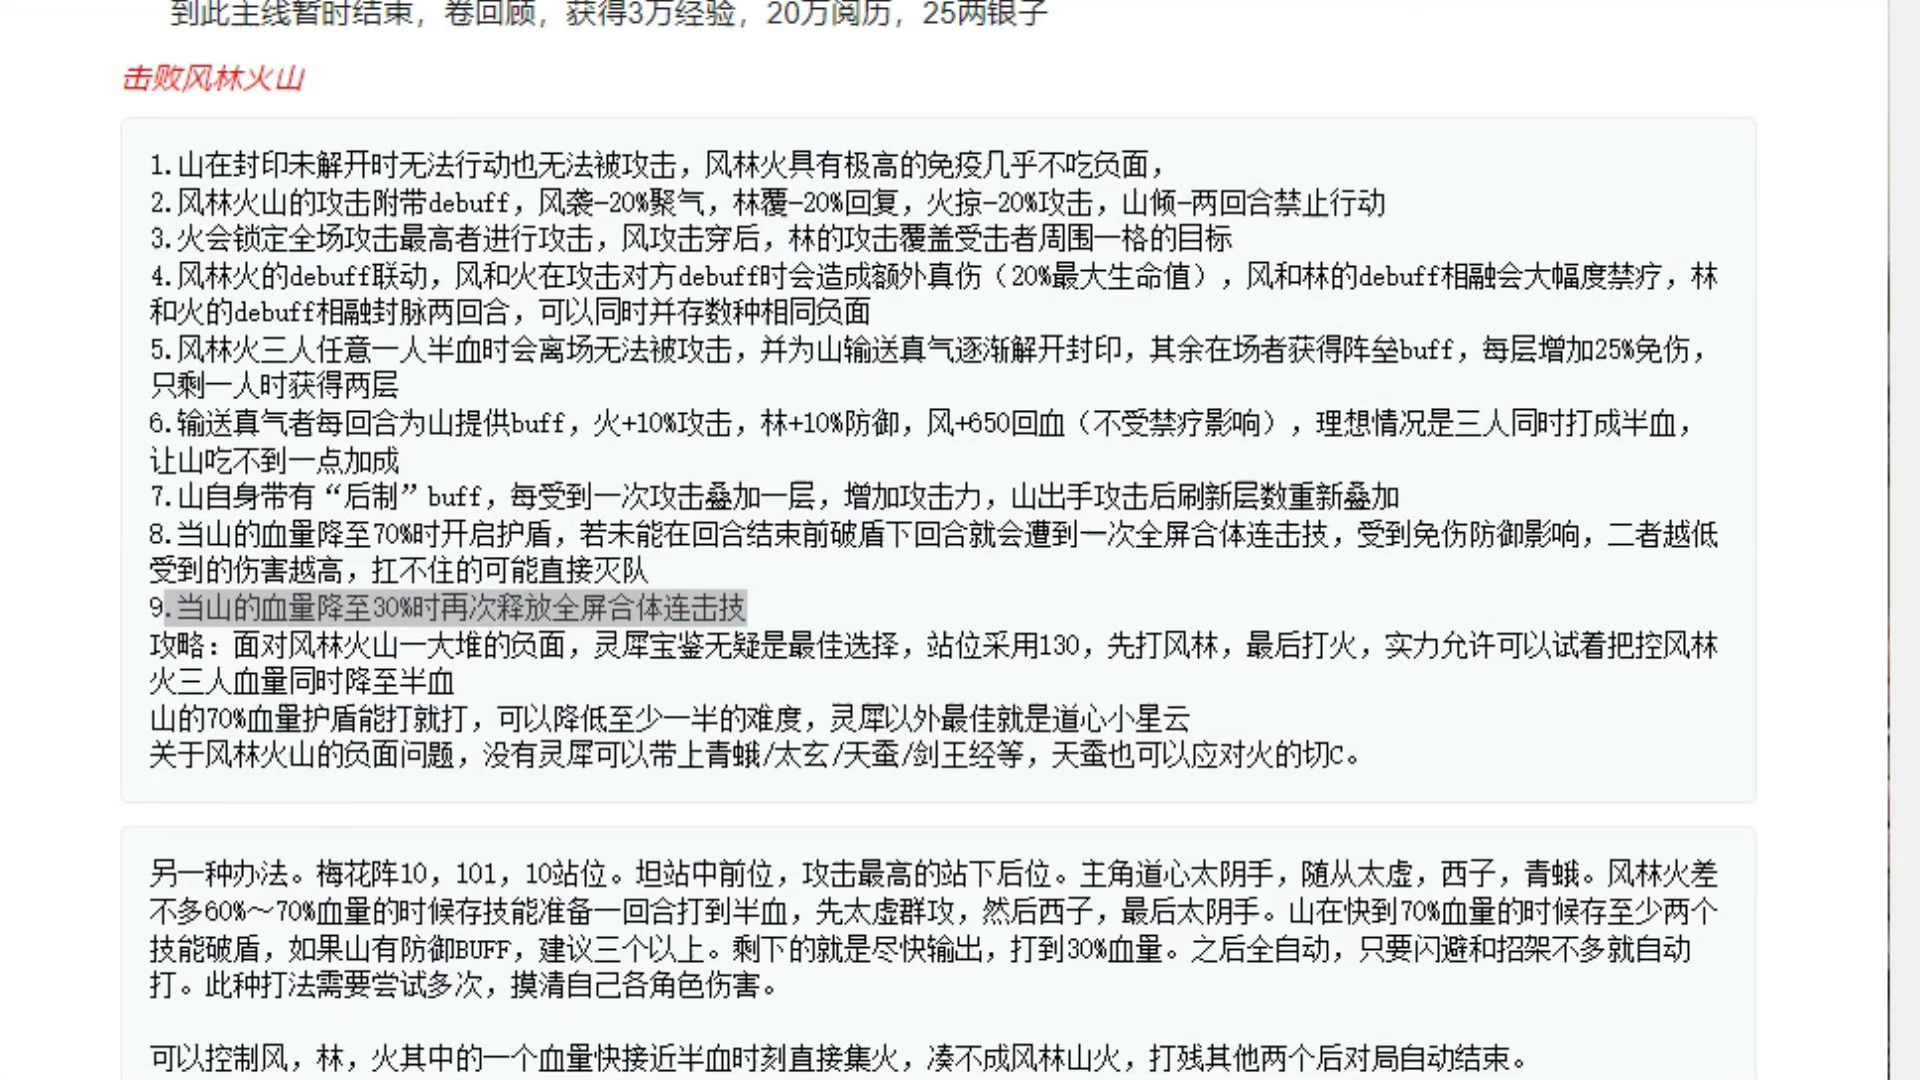 到此主线暂时结束，卷回顾，获得3万经验，20万阅历，25两银子
击败风林火山
1.山在封印未解开时无法行动也无法被攻击，风林火具有极高的免疫几乎不吃负面，
2.风林火山的攻击附带debuff，风袭-20%聚气，林覆-20%回复，火掠-20%攻击，山倾-两回合禁止行动
3.火会锁定全场攻击最高者进行攻击，风攻击穿后，林的攻击覆盖受击者周围一格的目标
4.风林火的debuff联动，风和火在攻击对方debuff时会造成额外真伤（20%最大生命值），风和林的debuff相融会大幅度禁疗，林
和火的debuff相融封脉两回合，可以同时并存数种相同负面
5.风林火三人任意一人半血时会离场无法被攻击，并为山输送真气逐渐解开封印，其余在场者获得阵垒buff，每层增加25%免伤，
只剩一人时获得两层
6.输送真气者每回合为山提供buff，火+10%攻击，林+10%防御，风+650回血（不受禁疗影响），理想情况是三人同时打成半血，
让山吃不到一点加成
7.山自身带有“后制”buff，每受到一次攻击叠加一层，增加攻击力，山出手攻击后刷新层数重新叠加
8.当山的血量降至70%时开启护盾，若未能在回合结束前破盾下回合就会遭到一次全屏合体连击技，受到免伤防御影响，二者越低
受到的伤害越高，扛不住的可能直接灭队
9.当山的血量降至30%时再次释放全屏合体连击技
攻略：面对风林火山一大堆的负面，灵犀宝鉴无疑是最佳选择，站位采用130，先打风林，最后打火，实力允许可以试着把控风林
火三人血量同时降至半血
山的70%血量护盾能打就打，可以降低至少一半的难度，灵犀以外最佳就是道心小星云
关于风林火山的负面问题，没有灵犀可以带上青蛾/太玄/天蚕/剑王经等，天蚕也可以应对火的切C。
另一种办法。梅花阵10，101，10站位。坦站中前位，攻击最高的站下后位。主角道心太阴手，随从太虚，西子，青蛾。风林火差
不多60%～70%血量的时候存技能准备一回合打到半血，先太虚群攻，然后西子，最后太阴手。山在快到70%血量的时候存至少两个
技能破盾，如果山有防御BUFF，建议三个以上。剩下的就是尽快输出，打到30%血量。之后全自动，只要闪避和招架不多就自动
打。此种打法需要尝试多次，摸清自己各角色伤害。
可以控制风，林，火其中的一个血量快接近半血时刻直接集火，凑不成风林山火，打残其他两个后对局自动结束。